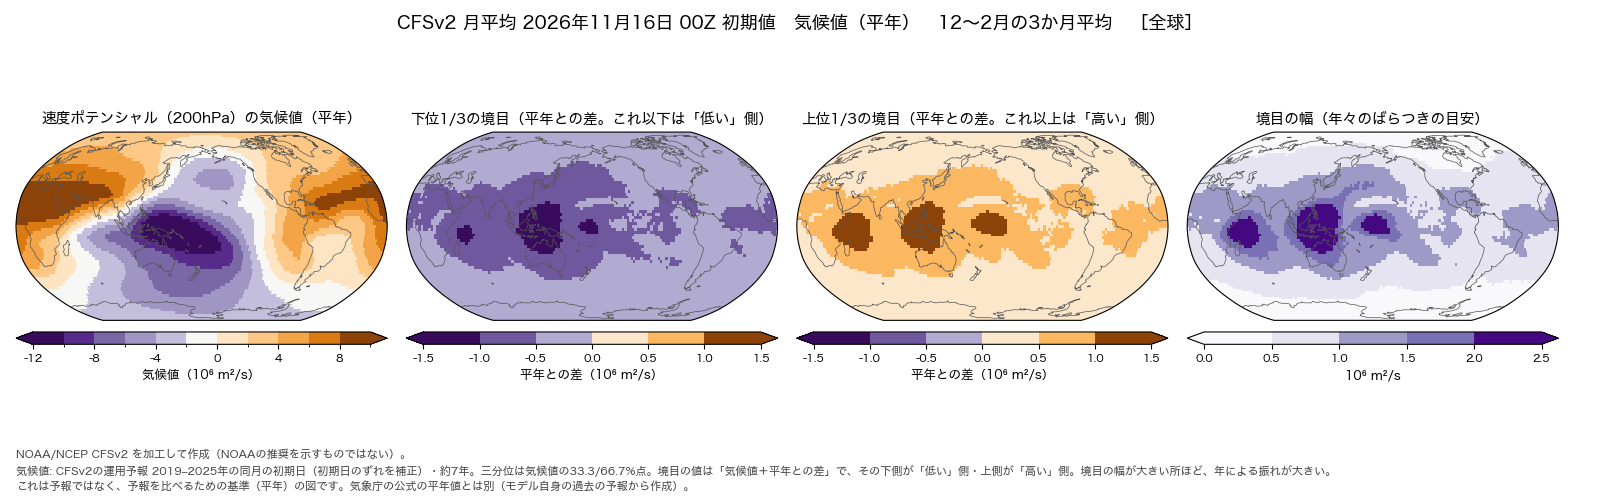 CFSv2 月平均 2026年11月16日 00Z 初期値　気候値（平年）　12～2月の3か月平均　［全球］
速度ポテンシャル（200hPa）の気候値（平年）
下位1/3の境目（平年との差。これ以下は「低い」側）
上位1/3の境目（平年との差。これ以上は「高い」側）
境目の幅（年々のばらつきの目安）
-12 -8 -4 0 4 8
気候値（10⁶ m²/s）
-1.5 -1.0 -0.5 0.0 0.5 1.0 1.5
平年との差（10⁶ m²/s）
-1.5 -1.0 -0.5 0.0 0.5 1.0 1.5
平年との差（10⁶ m²/s）
0.0 0.5 1.0 1.5 2.0 2.5
10⁶ m²/s
NOAA/NCEP CFSv2 を加工して作成（NOAAの推奨を示すものではない）。
気候値: CFSv2の運用予報 2019–2025年の同月の初期日（初期日のずれを補正）・約7年。三分位は気候値の33.3/66.7%点。境目の値は「気候値＋平年との差」で、その下側が「低い」側・上側が「高い」側。境目の幅が大きい所ほど、年による振れが大きい。
これは予報ではなく、予報を比べるための基準（平年）の図です。気象庁の公式の平年値とは別（モデル自身の過去の予報から作成）。